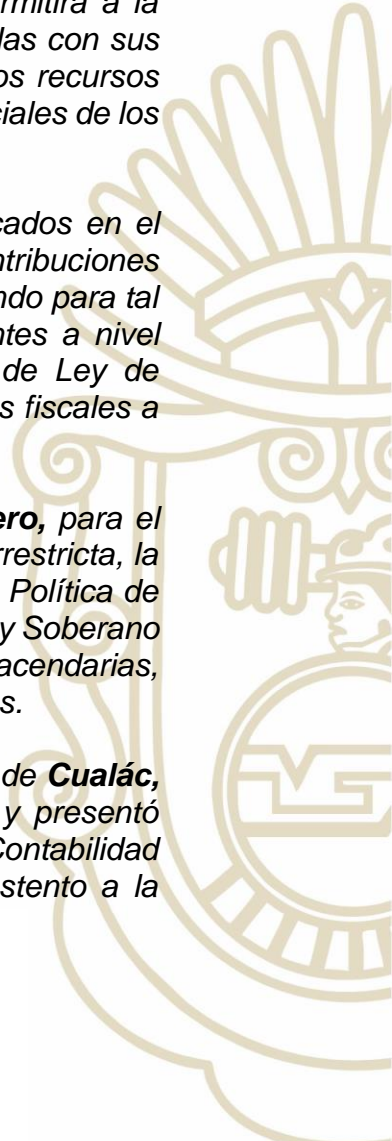 rmitirá a la
das con sus
os recursos
ciales de los
cados en el
ntribuciones
ndo para tal
ntes a nivel
de Ley de
s fiscales a
ero, para el
rrestricta, la
Política de
y Soberano
acendarias,
s.
de Cualác,
y presentó
Contabilidad
stento a la